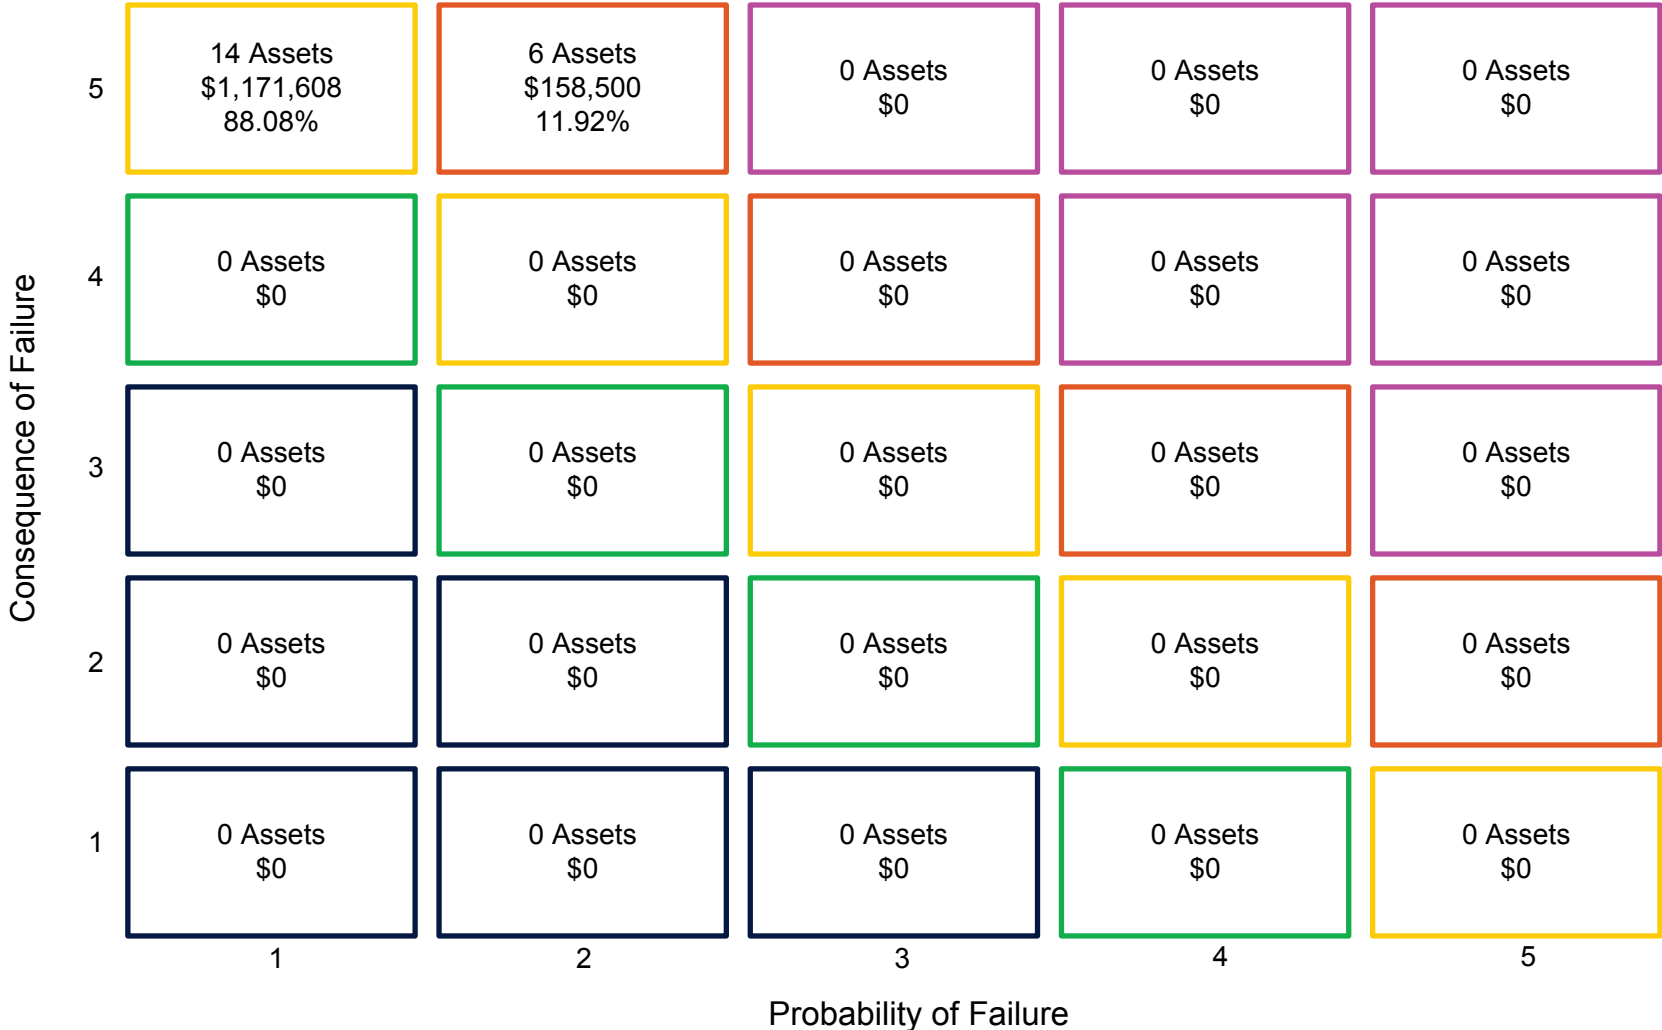 5
14 Assets
$1,171,608
88.08%
6 Assets
$158,500
11.92%
0 Assets
$0
0 Assets
$0
0 Assets
$0
4
0 Assets
$0
0 Assets
$0
0 Assets
$0
0 Assets
$0
0 Assets
$0
Consequence of Failure
3
0 Assets
$0
0 Assets
$0
0 Assets
$0
0 Assets
$0
0 Assets
$0
2
0 Assets
$0
0 Assets
$0
0 Assets
$0
0 Assets
$0
0 Assets
$0
1
0 Assets
$0
0 Assets
$0
0 Assets
$0
0 Assets
$0
0 Assets
$0
1
2
3
4
5
Probability of Failure